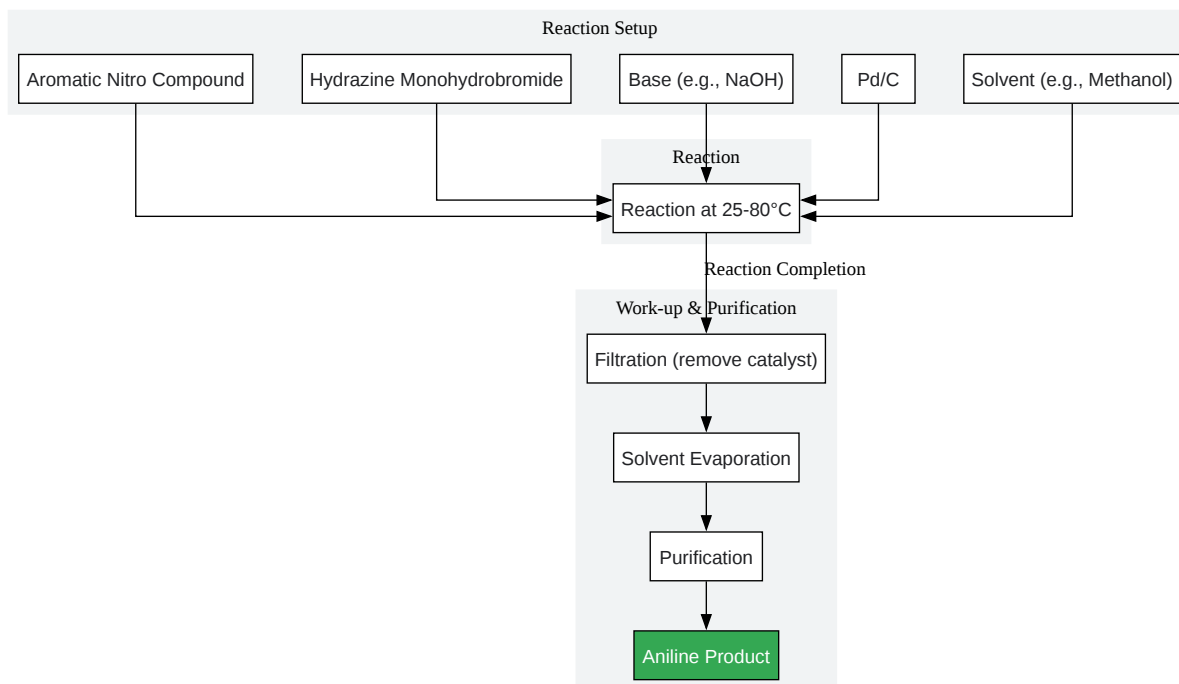 Reaction Setup
Aromatic Nitro Compound
Hydrazine Monohydrobromide
Base (e.g., NaOH)
Pd/C
Solvent (e.g., Methanol)
Reaction
Reaction at 25-80°C
Reaction Completion
Work-up & Purification
Filtration (remove catalyst)
Solvent Evaporation
Purification
Aniline Product